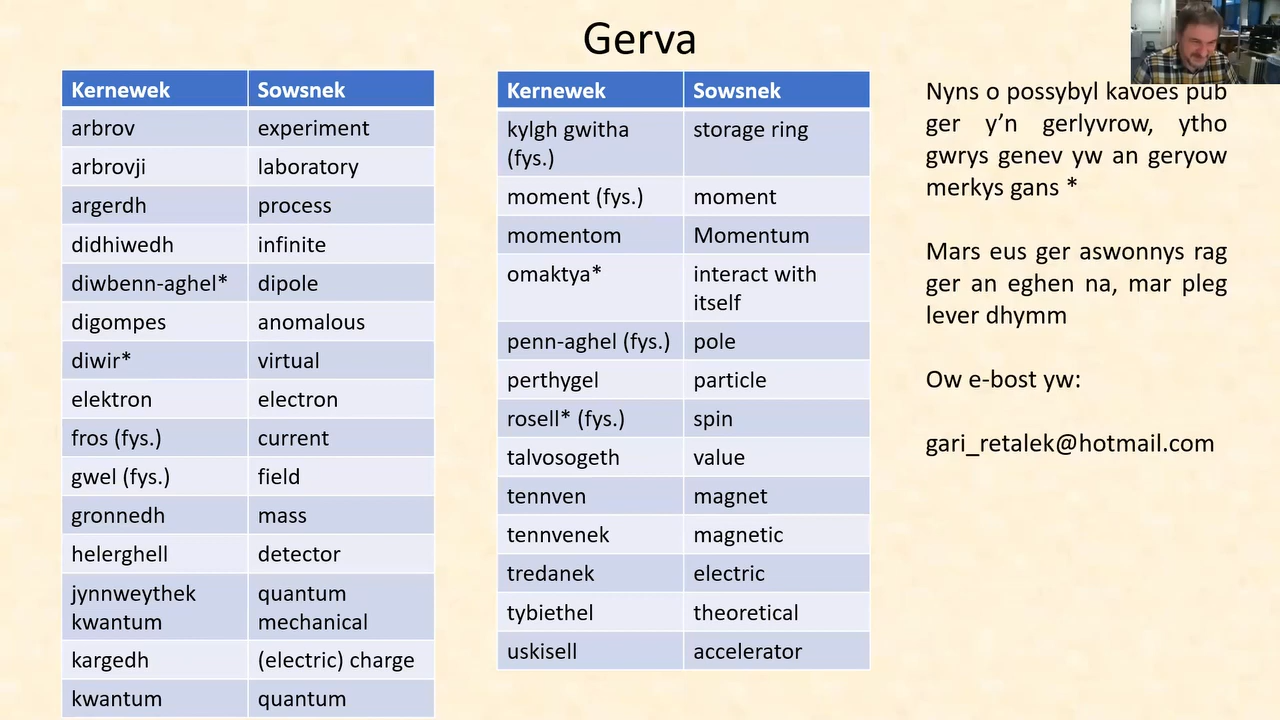 Gerva
Kernewek Sowsnek
arbrov experiment
arbrovji laboratory
argerdh process
didhiwedh infinite
diwbenn-aghel* dipole
digompes anomalous
diwir* virtual
elektron electron
fros (fys.) current
gwel (fys.) field
gronnedh mass
helerghell detector
jynnweythek quantum
kwantum mechanical
kargedh (electric) charge
kwantum quantum
Kernewek Sowsnek
kylgh gwitha storage ring
(fys.)
moment (fys.) moment
momentom Momentum
omaktya* interact with
itself
penn-aghel (fys.) pole
perthygel particle
rosell* (fys.) spin
talvosogeth value
tennven magnet
tennvenek magnetic
tredanek electric
tybiethel theoretical
uskisell accelerator
Nyns o possybyl kavoes pub
ger y'n gerlyvrow, ytho
gwrys genev yw an geryow
merkys gans *
Mars eus ger aswonnys rag
ger an eghen na, mar pleg
lever dhymm
Ow e-bost yw:
gari_retalek@hotmail.com